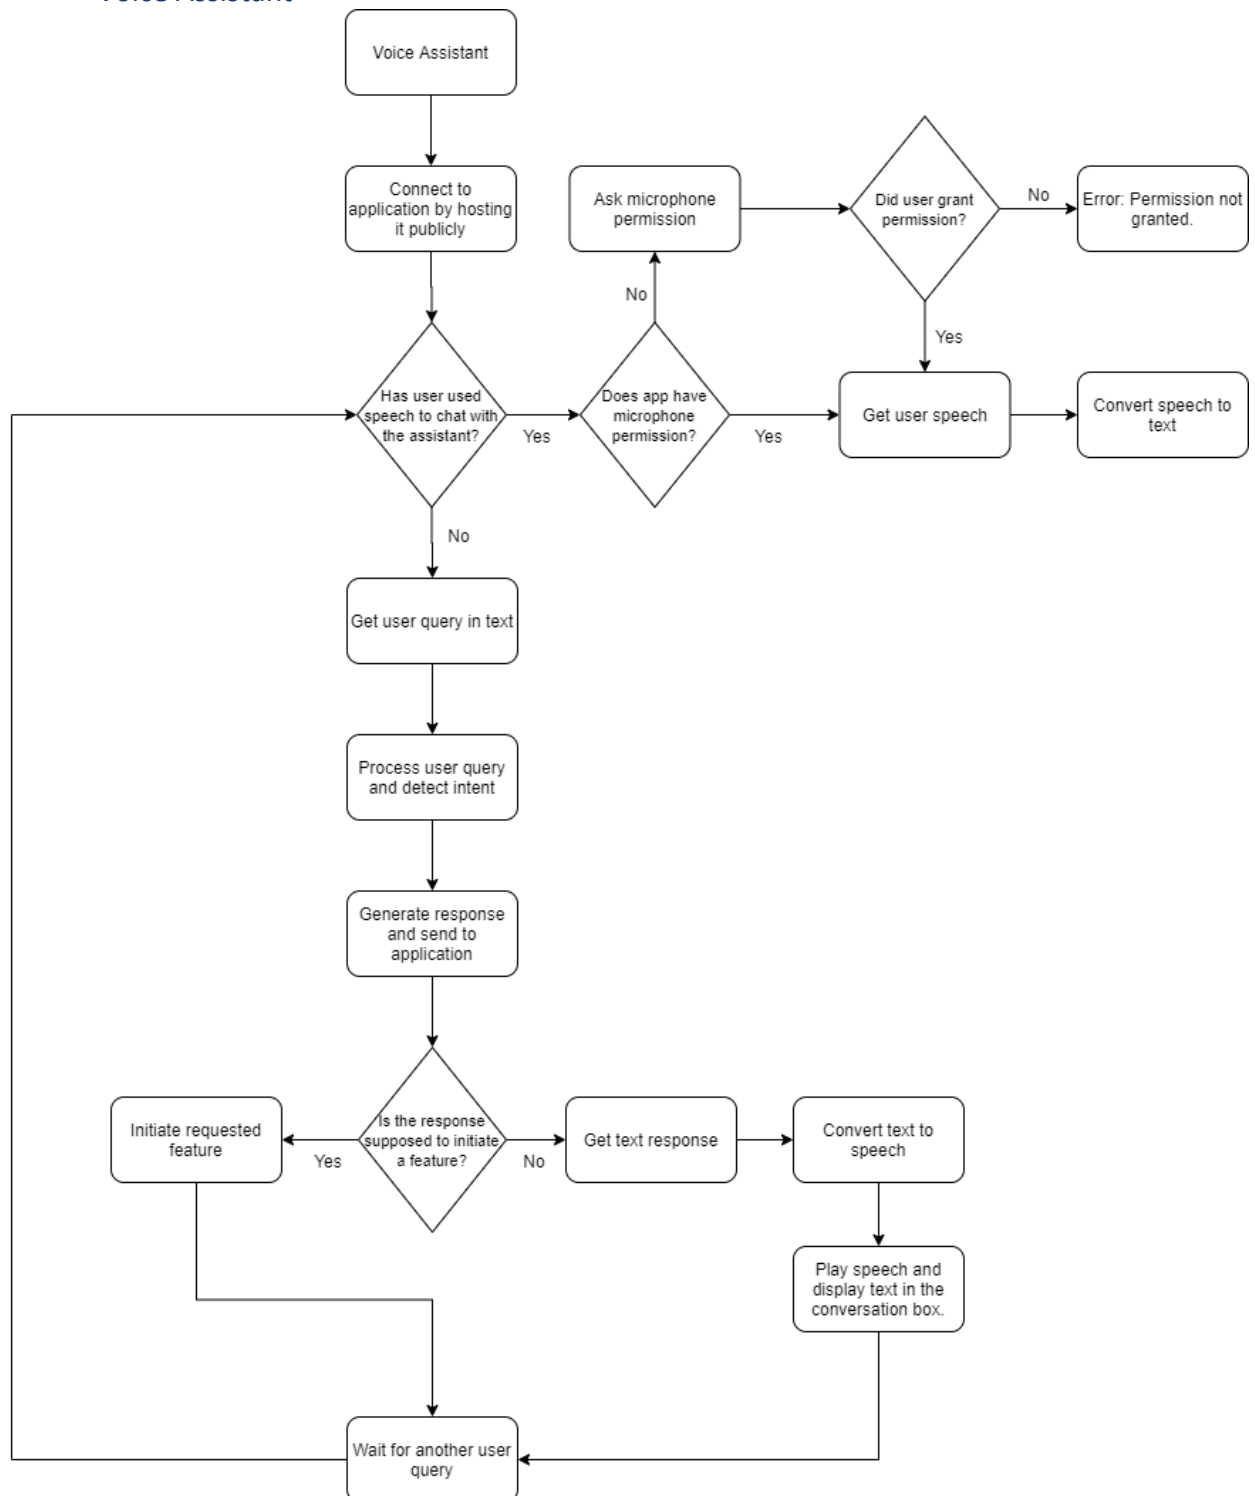 Voice Assistant
Voice Assistant
Connect to
application by hosting
it publicly
Ask microphone
permission
Did user grant
permission?
No
Error: Permission not
granted.
No
Yes
Has user used
speech to chat with
the assistant?
Yes
Does app have
microphone
permission?
Yes
Get user speech
Convert speech to
text
No
Get user query in text
Process user query
and detect intent
Generate response
and send to
application
Initiate requested
feature
Yes
Is the response
supposed to initiate
a feature?
No
Get text response
Convert text to
speech
Play speech and
display text in the
conversation box.
Wait for another user
query